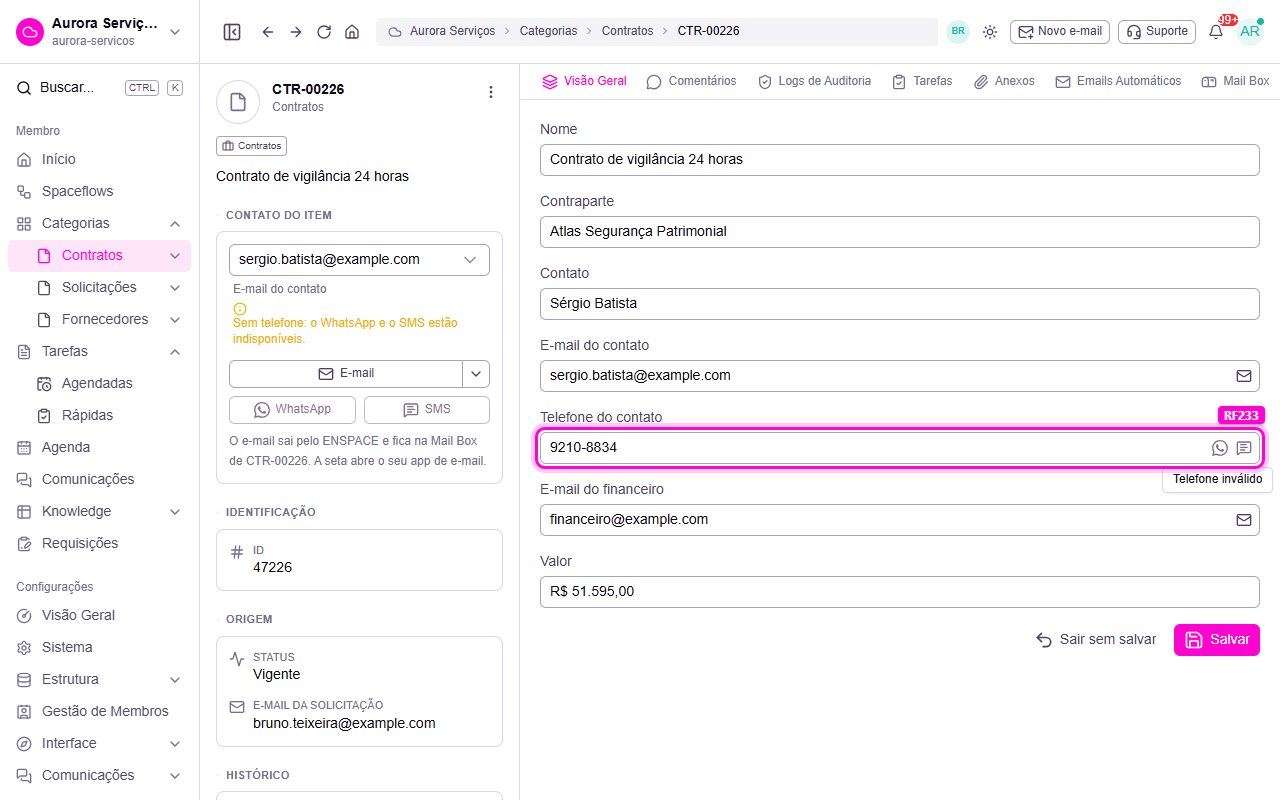 Aurora Serviç...
aurora-servicos
Aurora Serviços > Categorias > Contratos > CTR-00226
BR
Novo e-mail
Suporte
99+
AR
Buscar...
CTRL
K
Membro
Início
Spaceflows
Categorias
Contratos
Solicitações
Fornecedores
Tarefas
Agendadas
Rápidas
Agenda
Comunicações
Knowledge
Requisições
Configurações
Visão Geral
Sistema
Estrutura
Gestão de Membros
Interface
Comunicações
CTR-00226
Contratos
Contratos
Contrato de vigilância 24 horas
CONTATO DO ITEM
sergio.batista@example.com
E-mail do contato
Sem telefone: o WhatsApp e o SMS estão
indisponíveis.
E-mail
WhatsApp
SMS
O e-mail sai pelo ENSPACE e fica na Mail Box
de CTR-00226. A seta abre o seu app de e-mail.
IDENTIFICAÇÃO
ID
47226
ORIGEM
STATUS
Vigente
E-MAIL DA SOLICITAÇÃO
bruno.teixeira@example.com
HISTÓRICO
Visão Geral
Comentários
Logs de Auditoria
Tarefas
Anexos
Emails Automáticos
Mail Box
Nome
Contrato de vigilância 24 horas
Contraparte
Atlas Segurança Patrimonial
Contato
Sérgio Batista
E-mail do contato
sergio.batista@example.com
Telefone do contato
RF233
9210-8834
Telefone inválido
E-mail do financeiro
financeiro@example.com
Valor
R$ 51.595,00
Sair sem salvar
Salvar